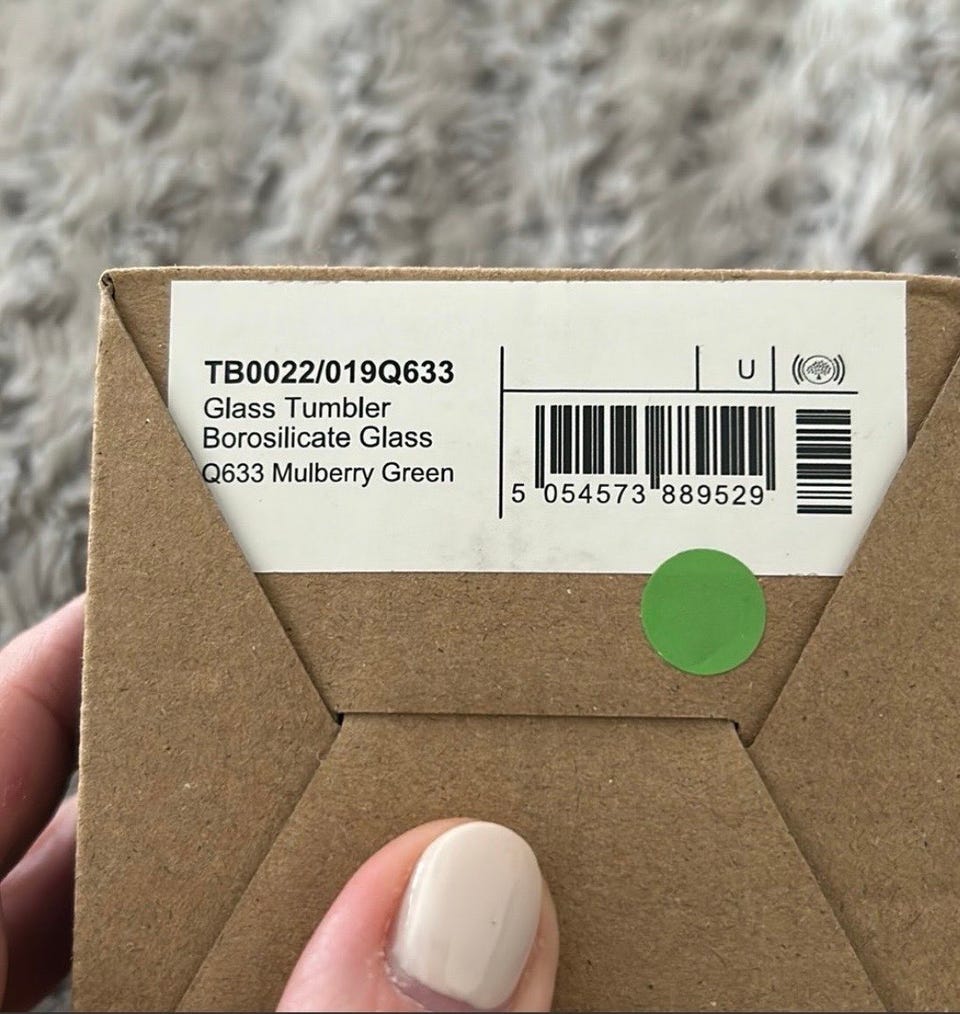 TB0022/019Q633
Glass Tumbler
Borosilicate Glass
Q633 Mulberry Green
U
5 054573 889529